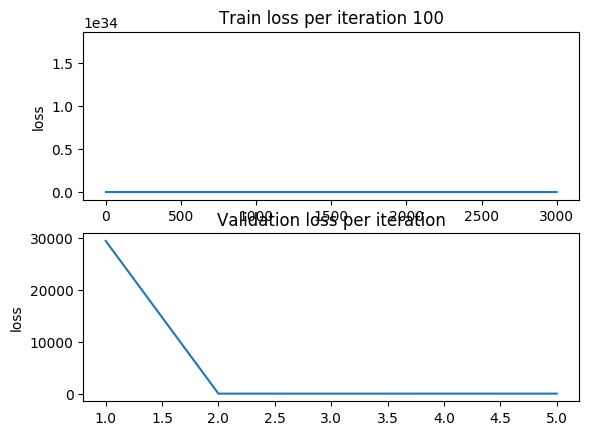 Train loss per iteration 100
1e34
1.5
1.0
0.5
0.0
loss
0 500 1000 1500 2000 2500 3000
Validation loss per iteration
30000
20000
10000
0
loss
1.0 1.5 2.0 2.5 3.0 3.5 4.0 4.5 5.0